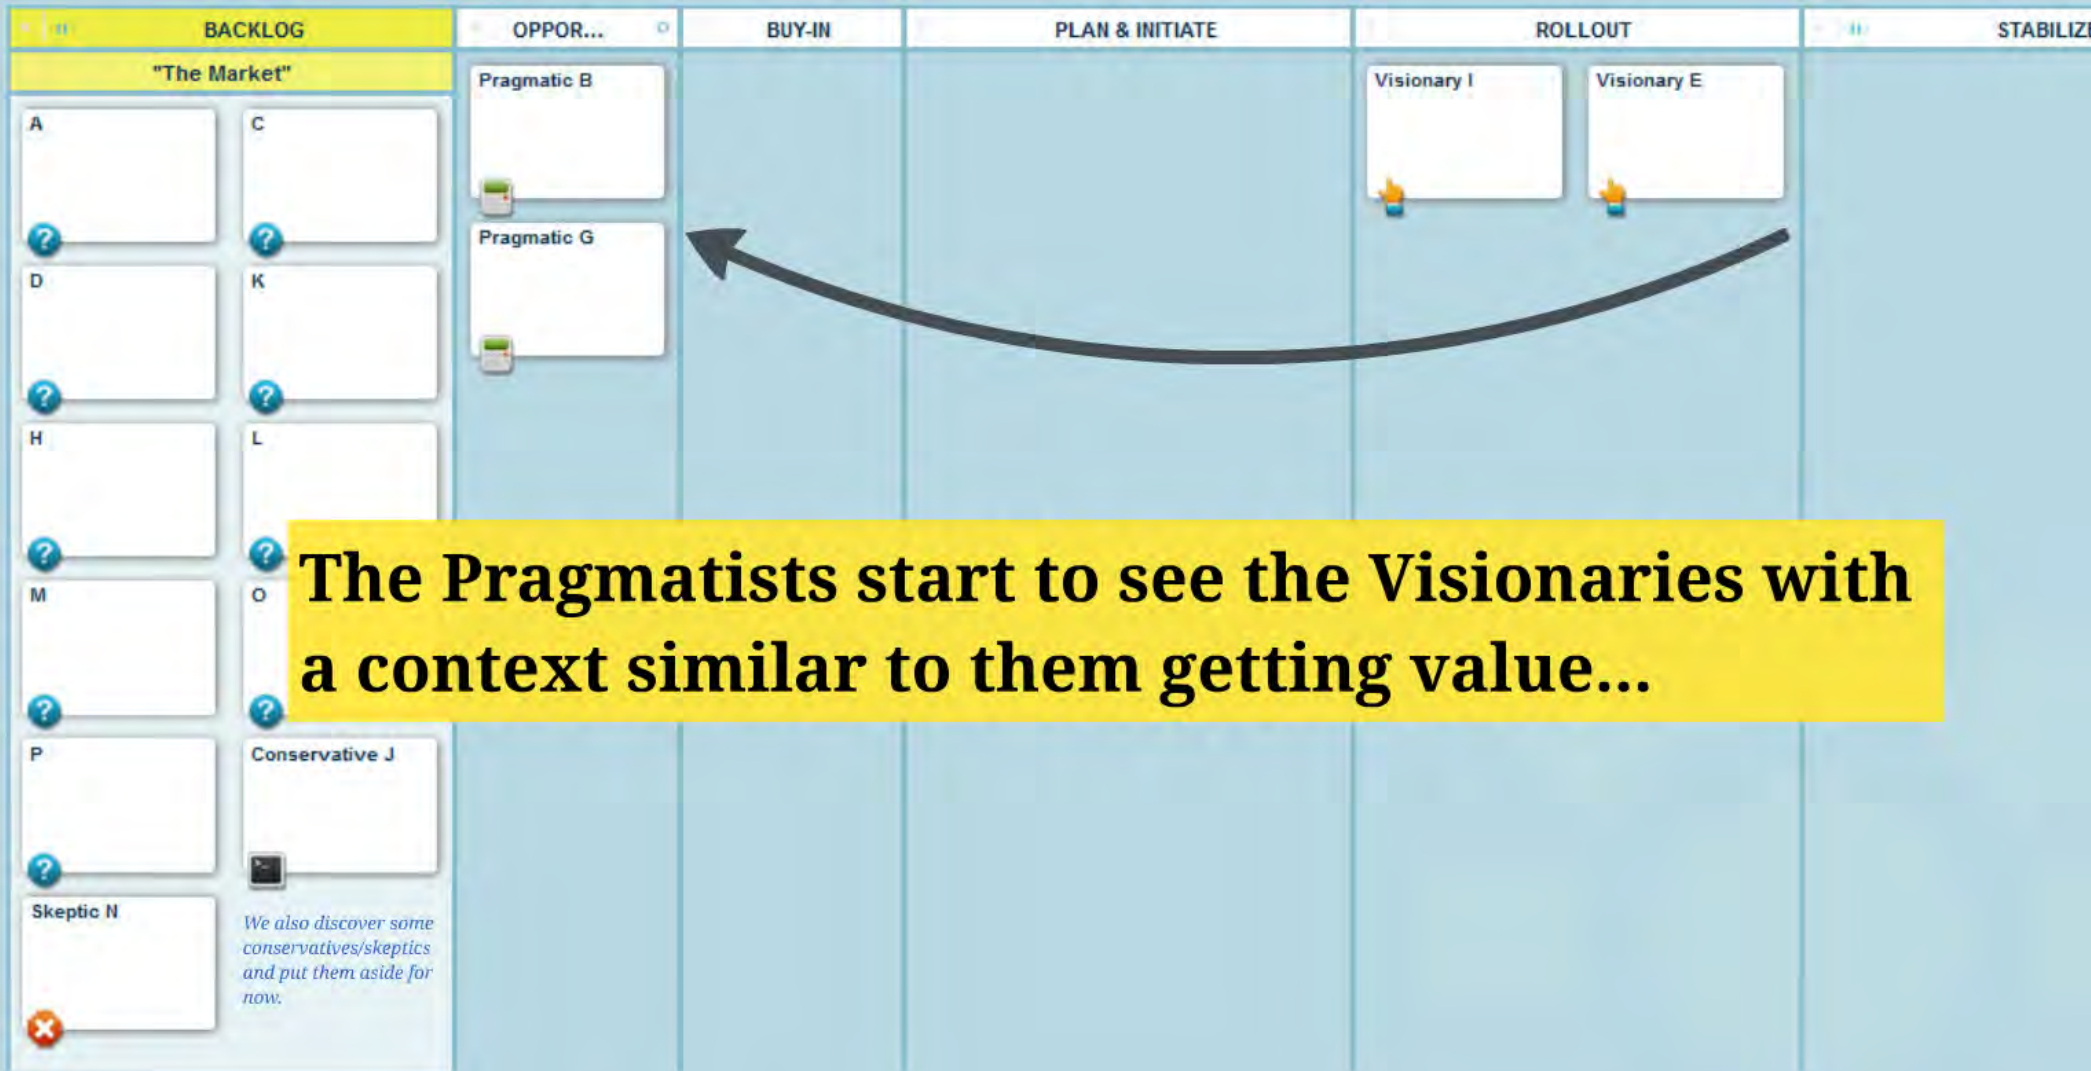 BACKLOG
OPPOR...
BUY-IN
PLAN & INITIATE
ROLLOUT
STABILIZE
"The Market"
Pragmatic B
Visionary I
Visionary E
A
C
Pragmatic G
D
K
H
L
The Pragmatists start to see the Visionaries with
a context similar to them getting value...
M
O
P
Conservative J
Skeptic N
We also discover some
conservatives/skeptics
and put them aside for
now.